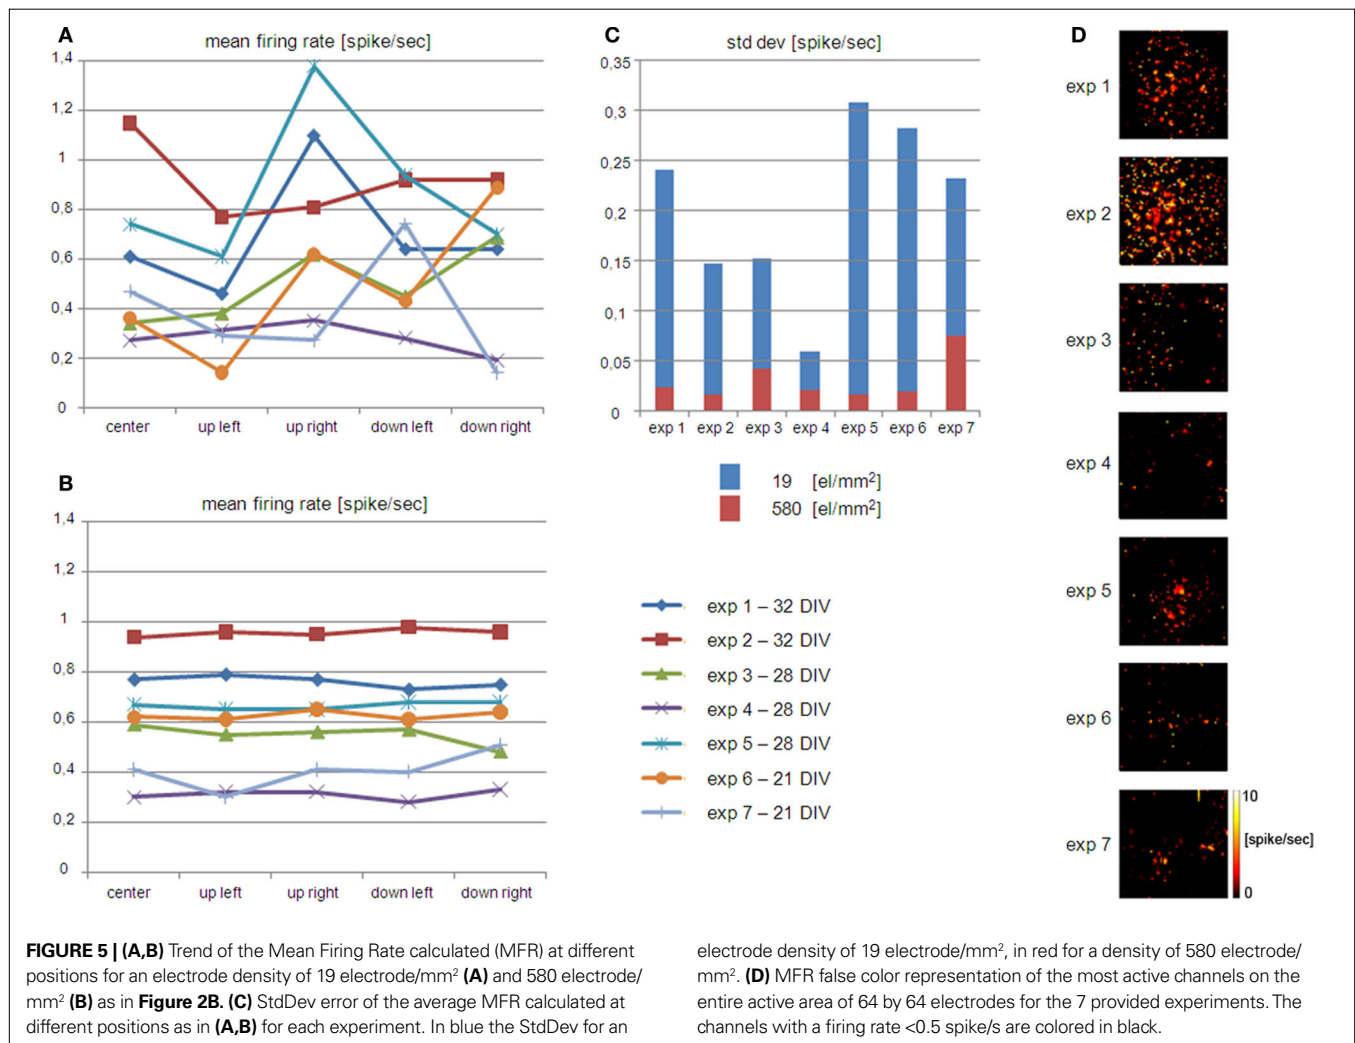 A
mean firing rate [spike/sec]
1,4
1,2
1
0,8
0,6
0,4
0,2
0
center
up left
up right
down left
down right
B
mean firing rate [spike/sec]
1,4
1,2
1
0,8
0,6
0,4
0,2
0
center
up left
up right
down left
down right
C
std dev [spike/sec]
0,35
0,3
0,25
0,2
0,15
0,1
0,05
0
exp 1
exp 2
exp 3
exp 4
exp 5
exp 6
exp 7
19 [el/mm²]
580 [el/mm²]
exp 1 – 32 DIV
exp 2 – 32 DIV
exp 3 – 28 DIV
exp 4 – 28 DIV
exp 5 – 28 DIV
exp 6 – 21 DIV
exp 7 – 21 DIV
D
exp 1
exp 2
exp 3
exp 4
exp 5
exp 6
exp 7
10
[spike/sec]
0
FIGURE 5 | (A,B) Trend of the Mean Firing Rate calculated (MFR) at different
positions for an electrode density of 19 electrode/mm² (A) and 580 electrode/
mm² (B) as in Figure 2B. (C) StdDev error of the average MFR calculated at
different positions as in (A,B) for each experiment. In blue the StdDev for an
electrode density of 19 electrode/mm², in red for a density of 580 electrode/
mm². (D) MFR false color representation of the most active channels on the
entire active area of 64 by 64 electrodes for the 7 provided experiments. The
channels with a firing rate <0.5 spike/s are colored in black.